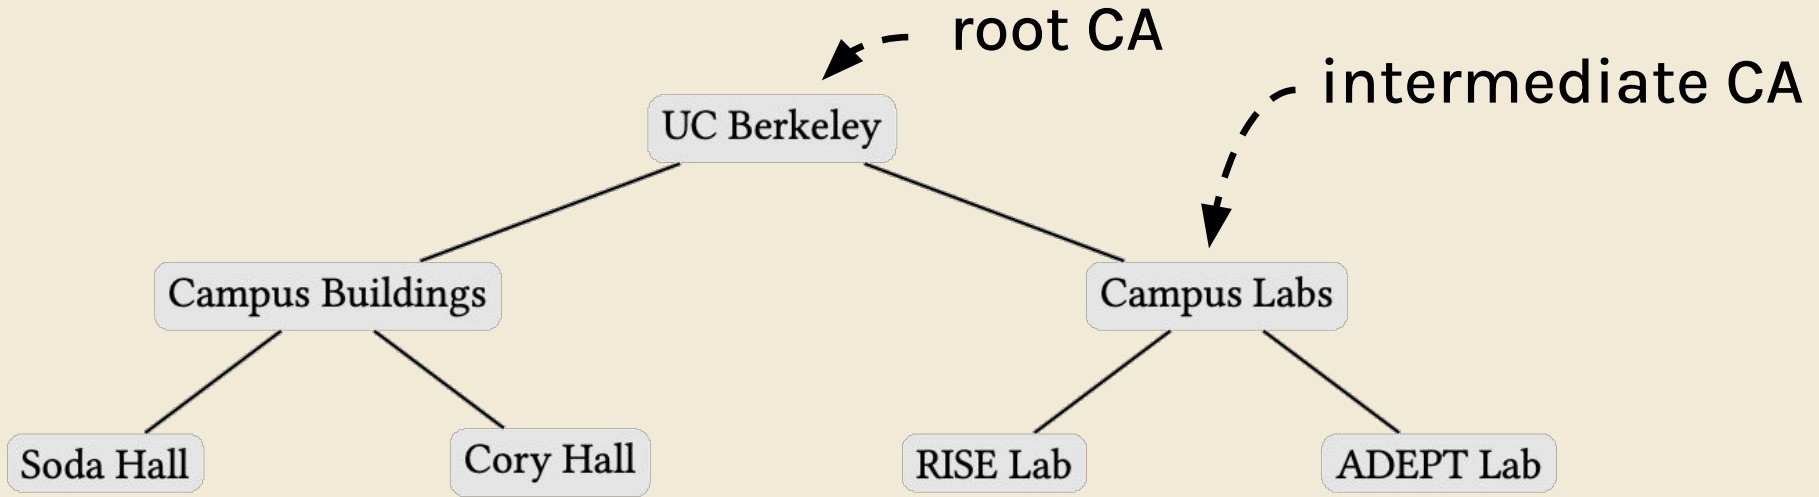 root CA
intermediate CA
UC Berkeley
Campus Buildings
Campus Labs
Soda Hall
Cory Hall
RISE Lab
ADEPT Lab